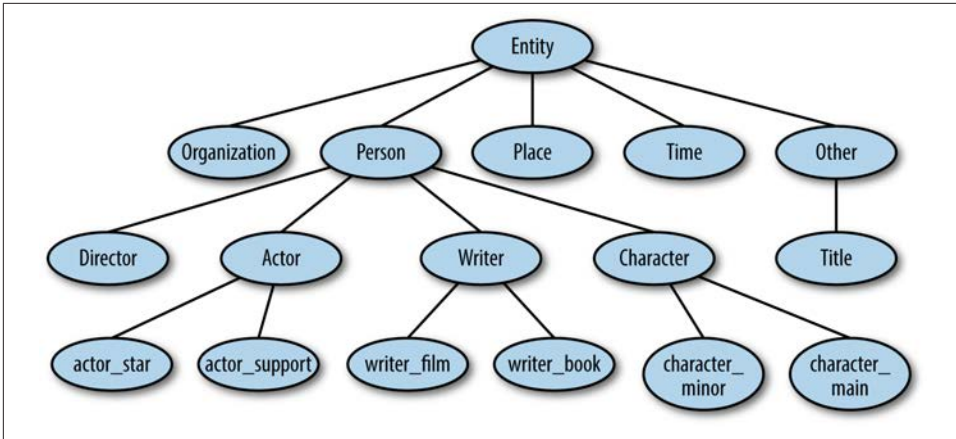 Entity
Organization
Person
Place
Time
Other
Director
Actor
Writer
Character
Title
actor_star
actor_support
writer_film
writer_book
character_
minor
character_
main